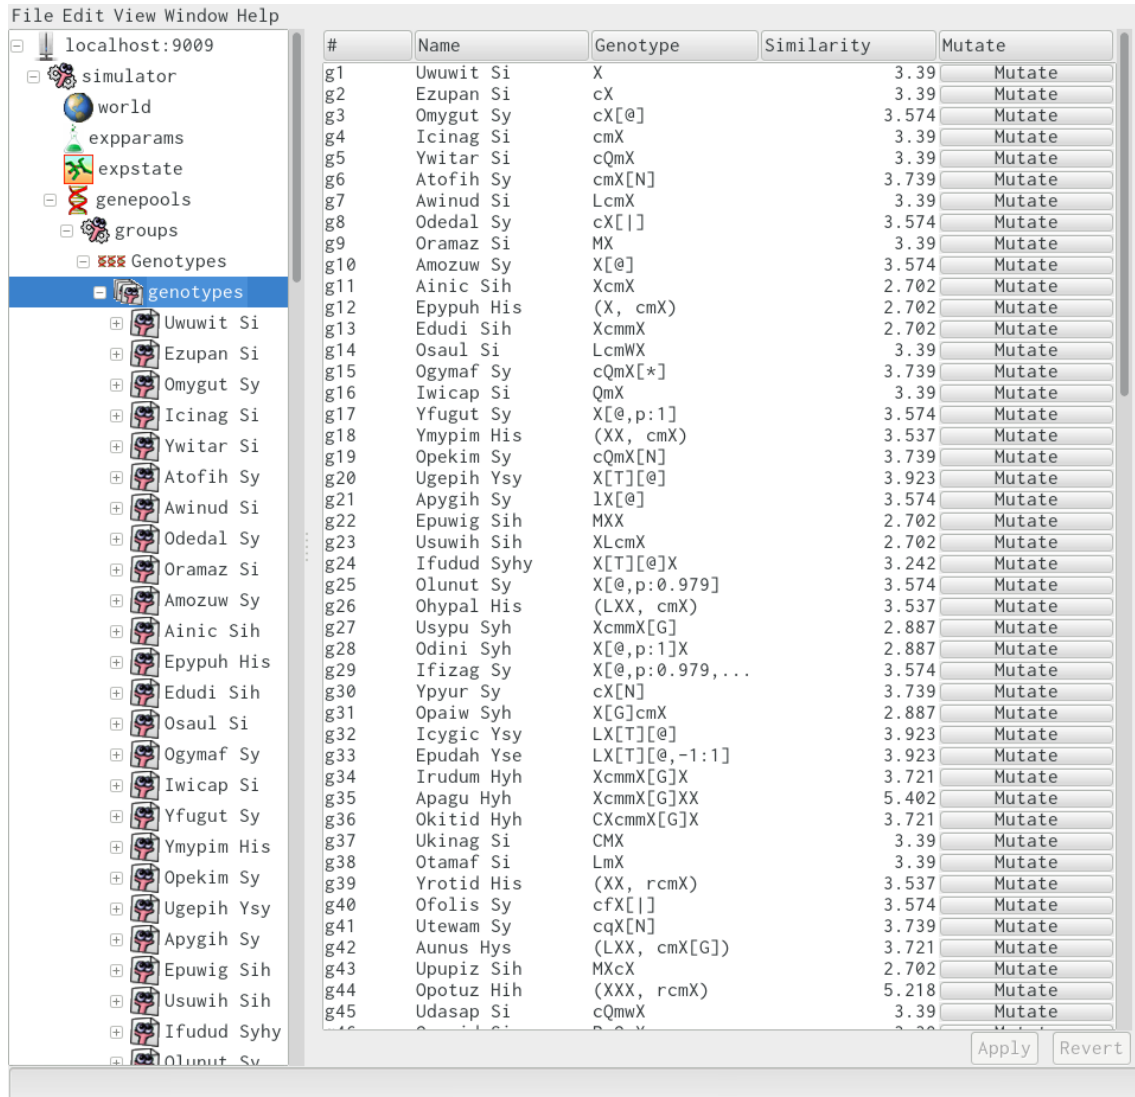 File Edit View Window Help
localhost:9009
simulator
world
expparams
expstate
genepools
groups
Genotypes
genotypes
Uwuwit Si
Ezupan Si
Omygut Sy
Icinag Si
Ywitar Si
Atofih Sy
Awinud Si
Odedal Sy
Oramaz Si
Amozuw Sy
Ainic Sih
Epypuh His
Edudi Sih
Osaul Si
Ogymaf Sy
Iwicap Si
Yfugut Sy
Ymypim His
Opekim Sy
Ugepih Ysy
Apygih Sy
Epuwig Sih
Usuwih Sih
Ifudud Syhy
Olunut Sy
# Name Genotype Similarity Mutate
g1 Uwuwit Si X 3.39 Mutate
g2 Ezupan Si cX 3.39 Mutate
g3 Omygut Sy cX[@] 3.574 Mutate
g4 Icinag Si cmX 3.39 Mutate
g5 Ywitar Si cQmX 3.39 Mutate
g6 Atofih Sy cmX[N] 3.739 Mutate
g7 Awinud Si LcmX 3.39 Mutate
g8 Odedal Sy cX[|] 3.574 Mutate
g9 Oramaz Si MX 3.39 Mutate
g10 Amozuw Sy X[@] 3.574 Mutate
g11 Ainic Sih XcmX 2.702 Mutate
g12 Epypuh His (X, cmX) 2.702 Mutate
g13 Edudi Sih XcmmX 2.702 Mutate
g14 Osaul Si LcmWX 3.39 Mutate
g15 Ogymaf Sy cQmX[*] 3.739 Mutate
g16 Iwicap Si QmX 3.39 Mutate
g17 Yfugut Sy X[@,p:1] 3.574 Mutate
g18 Ymypim His (XX, cmX) 3.537 Mutate
g19 Opekim Sy cQmX[N] 3.739 Mutate
g20 Ugepih Ysy X[T][@] 3.923 Mutate
g21 Apygih Sy lX[@] 3.574 Mutate
g22 Epuwig Sih MXX 2.702 Mutate
g23 Usuwih Sih XLcmX 2.702 Mutate
g24 Ifudud Syhy X[T][@]X 3.242 Mutate
g25 Olunut Sy X[@,p:0.979] 3.574 Mutate
g26 Ohypal His (LXX, cmX) 3.537 Mutate
g27 Usypu Syh XcmmX[G] 2.887 Mutate
g28 Odini Syh X[@,p:1]X 2.887 Mutate
g29 Ifizag Sy X[@,p:0.979,... 3.574 Mutate
g30 Ypyur Sy cX[N] 3.739 Mutate
g31 Opaiw Syh X[G]cmX 2.887 Mutate
g32 Icygic Ysy LX[T][@] 3.923 Mutate
g33 Epudah Yse LX[T][@,-1:1] 3.923 Mutate
g34 Irudum Hyh XcmmX[G]X 3.721 Mutate
g35 Apagu Hyh XcmmX[G]XX 5.402 Mutate
g36 Okitid Hyh CXcmmX[G]X 3.721 Mutate
g37 Ukinag Si CMX 3.39 Mutate
g38 Otamaf Si LmX 3.39 Mutate
g39 Yrotid His (XX, rcmX) 3.537 Mutate
g40 Ofolis Sy cfX[|] 3.574 Mutate
g41 Utewam Sy cqX[N] 3.739 Mutate
g42 Aunus Hys (LXX, cmX[G]) 3.721 Mutate
g43 Upupiz Sih MXcX 2.702 Mutate
g44 Opotuz Hih (XXX, rcmX) 5.218 Mutate
g45 Udasap Si cQmwX 3.39 Mutate
Apply Revert